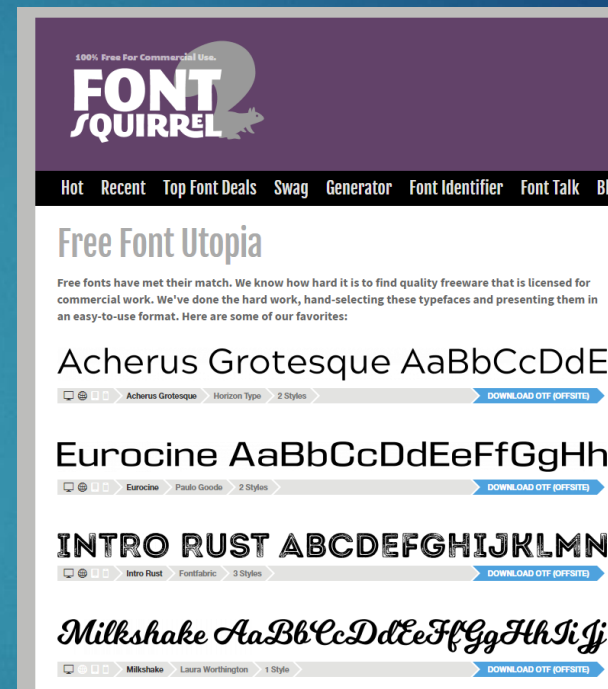 100% Free For Commercial Use.
FONT
SQUIRREL
Hot Recent Top Font Deals Swag Generator Font Identifier Font Talk Bl
Free Font Utopia
Free fonts have met their match. We know how hard it is to find quality freeware that is licensed for
commercial work. We've done the hard work, hand-selecting these typefaces and presenting them in
an easy-to-use format. Here are some of our favorites:
Acherus Grotesque AaBbCcDdE
Acherus Grotesque Horizon Type 2 Styles DOWNLOAD OTF (OFFSITE)
Eurocine AaBbCcDdEeFfGgHh
Eurocine Paulo Goode 2 Styles DOWNLOAD OTF (OFFSITE)
INTRO RUST ABCDEFGHIJKLMN
Intro Rust Fontfabric 3 Styles DOWNLOAD OTF (OFFSITE)
Milkshake AaBbCcDdEeFfGgHhIiJj
Milkshake Laura Worthington 1 Style DOWNLOAD OTF (OFFSITE)